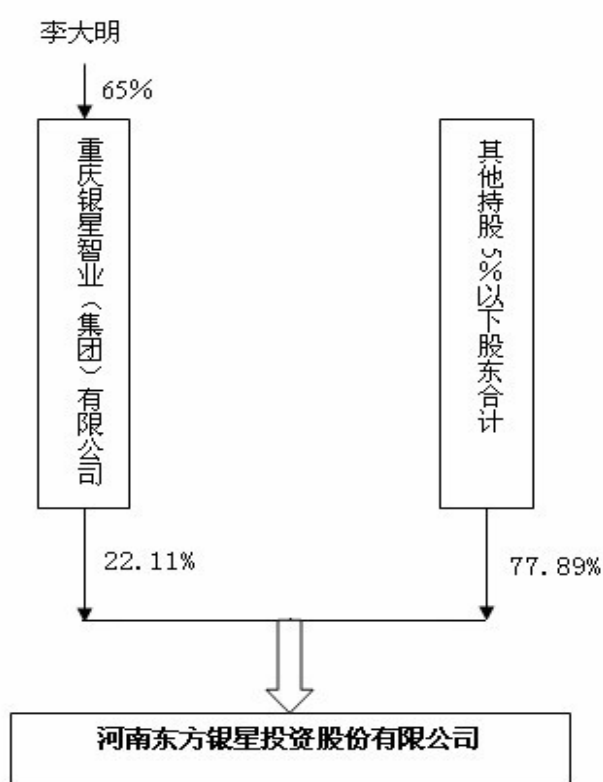 李大明
65%
重庆银星智业（集团）有限公司
其他持股 5%以下股东合计
22.11%
77.89%
河南东方银星投资股份有限公司